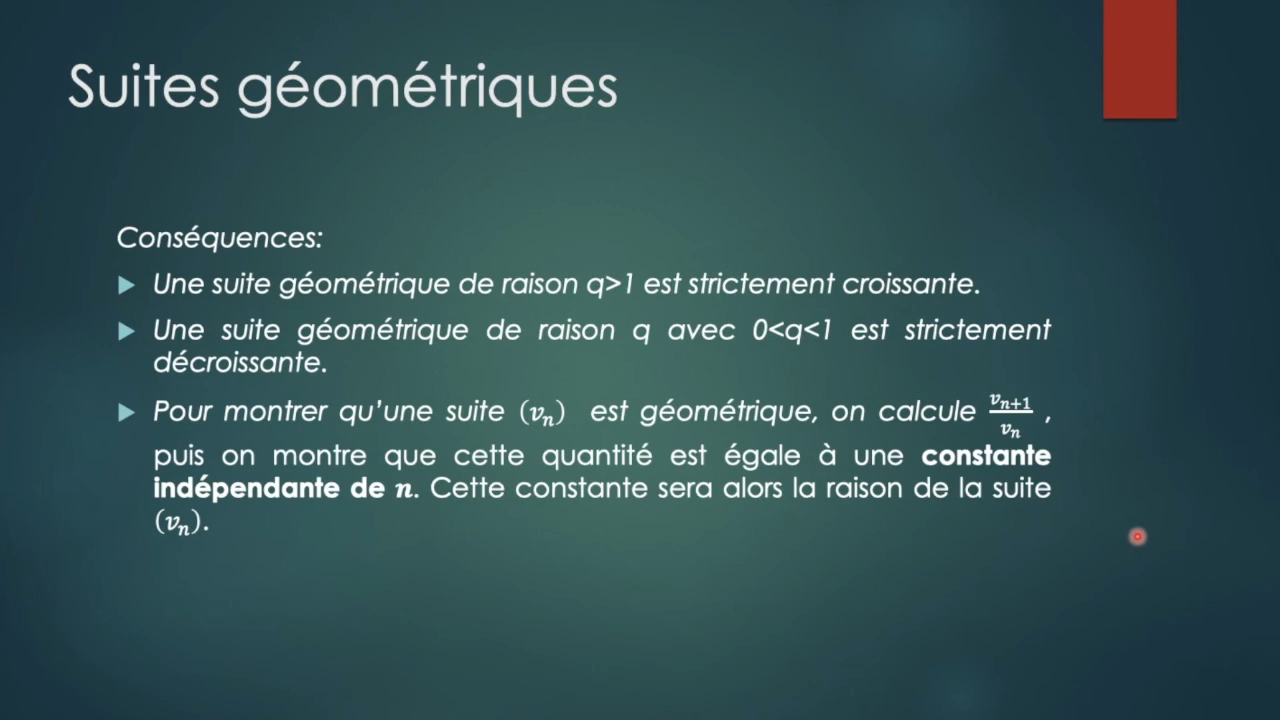 Suites géométriques
Conséquences:
Une suite géométrique de raison q>1 est strictement croissante.
Une suite géométrique de raison q avec 0<q<1 est strictement
décroissante.
Pour montrer qu’une suite (vₙ) est géométrique, on calcule vₙ₊₁/vₙ ,
puis on montre que cette quantité est égale à une constante
indépendante de n. Cette constante sera alors la raison de la suite
(vₙ).